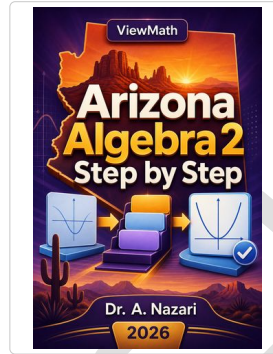 ViewMath
Arizona
Algebra 2
Step by Step
Dr. A. Nazari
2026